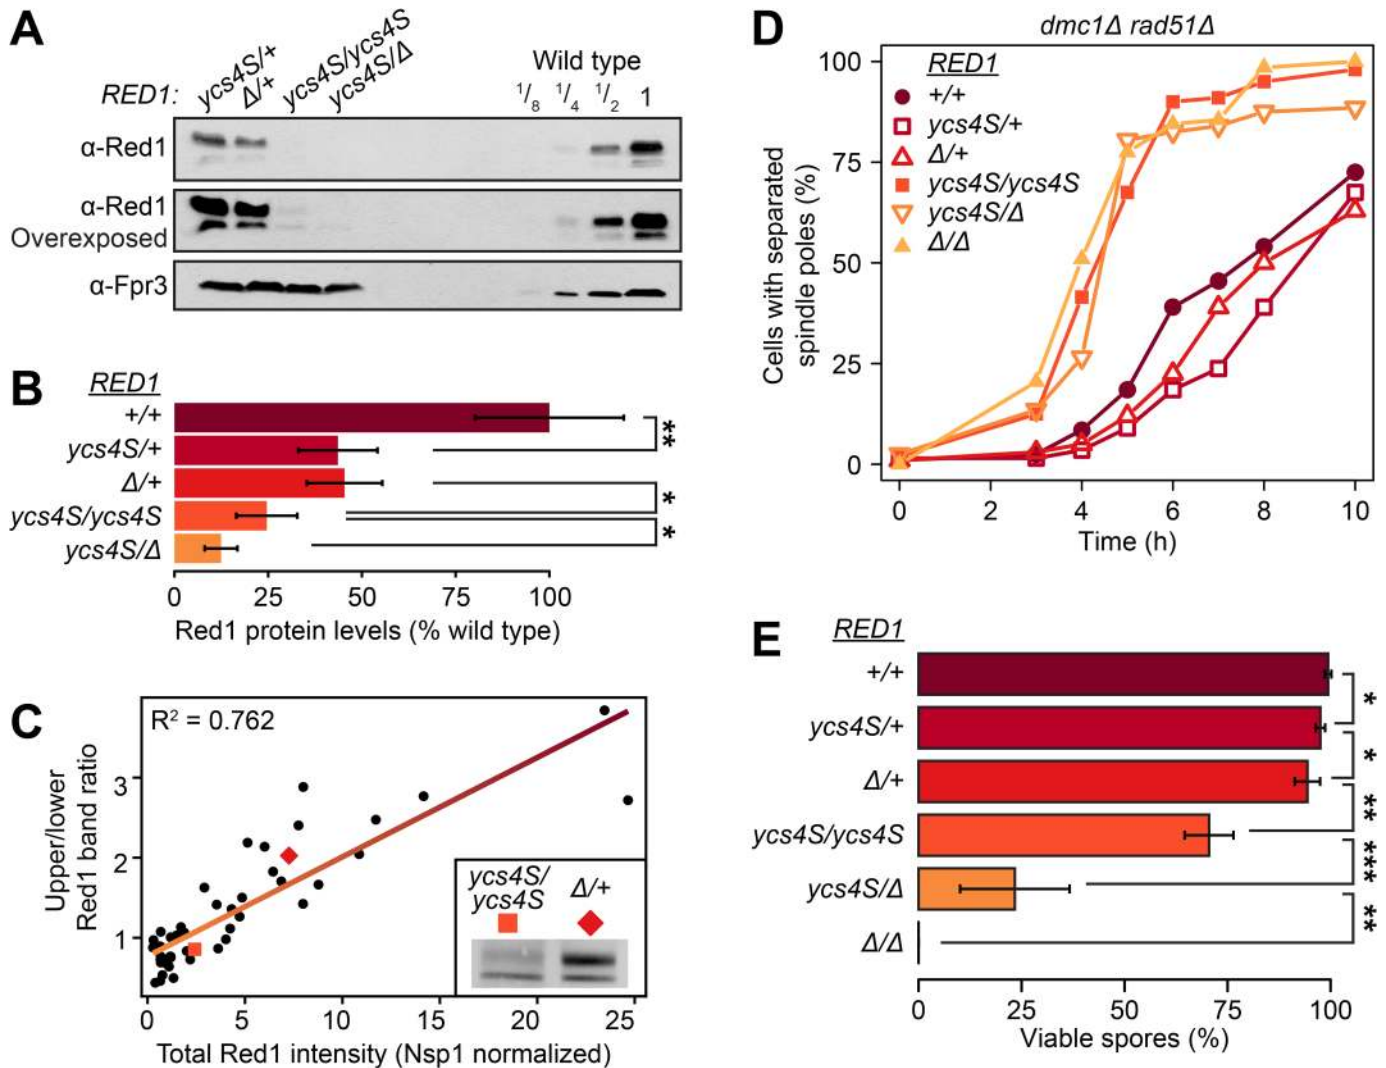 A
RED1:
ycs4S/+
Δ/+
ycs4S/ycs4S
ycs4S/Δ
Wild type
1/8 1/4 1/2 1
α-Red1
α-Red1
Overexposed
α-Fpr3
B
RED1
+/+
ycs4S/+
Δ/+
ycs4S/ycs4S
ycs4S/Δ
**
*
*
0 25 50 75 100
Red1 protein levels (% wild type)
C
R² = 0.762
Upper/lower
Red1 band ratio
3
2
1
ycs4S/
ycs4S
Δ/+
0 5 10 15 20 25
Total Red1 intensity (Nsp1 normalized)
D
dmc1Δ rad51Δ
RED1
+/+
ycs4S/+
Δ/+
ycs4S/ycs4S
ycs4S/Δ
Δ/Δ
Cells with separated
spindle poles (%)
100
75
50
25
0
0 2 4 6 8 10
Time (h)
E
RED1
+/+
ycs4S/+
Δ/+
ycs4S/ycs4S
ycs4S/Δ
Δ/Δ
*
*
**
***
**
0 25 50 75 100
Viable spores (%)